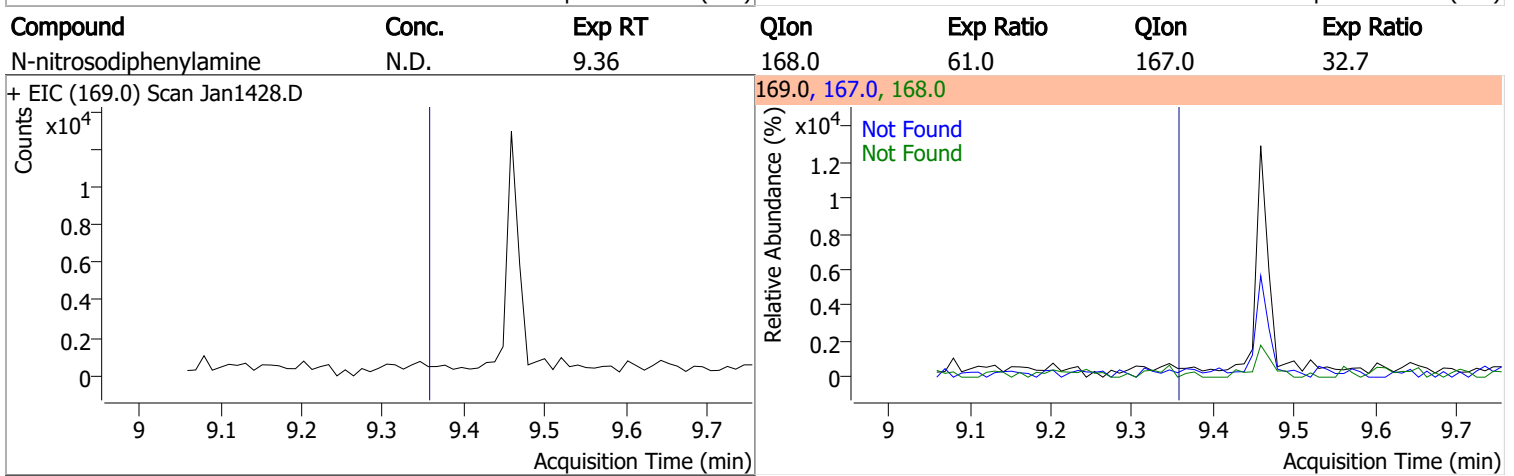 Compound Conc. Exp RT QIon Exp Ratio QIon Exp Ratio
N-nitrosodiphenylamine N.D. 9.36 168.0 61.0 167.0 32.7
+ EIC (169.0) Scan Jan1428.D
Counts
x10⁴
1
0.8
0.6
0.4
0.2
0
9 9.1 9.2 9.3 9.4 9.5 9.6 9.7
Acquisition Time (min)
169.0, 167.0, 168.0
Relative Abundance (%)
x10⁴
Not Found
Not Found
1.2
1
0.8
0.6
0.4
0.2
0
9 9.1 9.2 9.3 9.4 9.5 9.6 9.7
Acquisition Time (min)